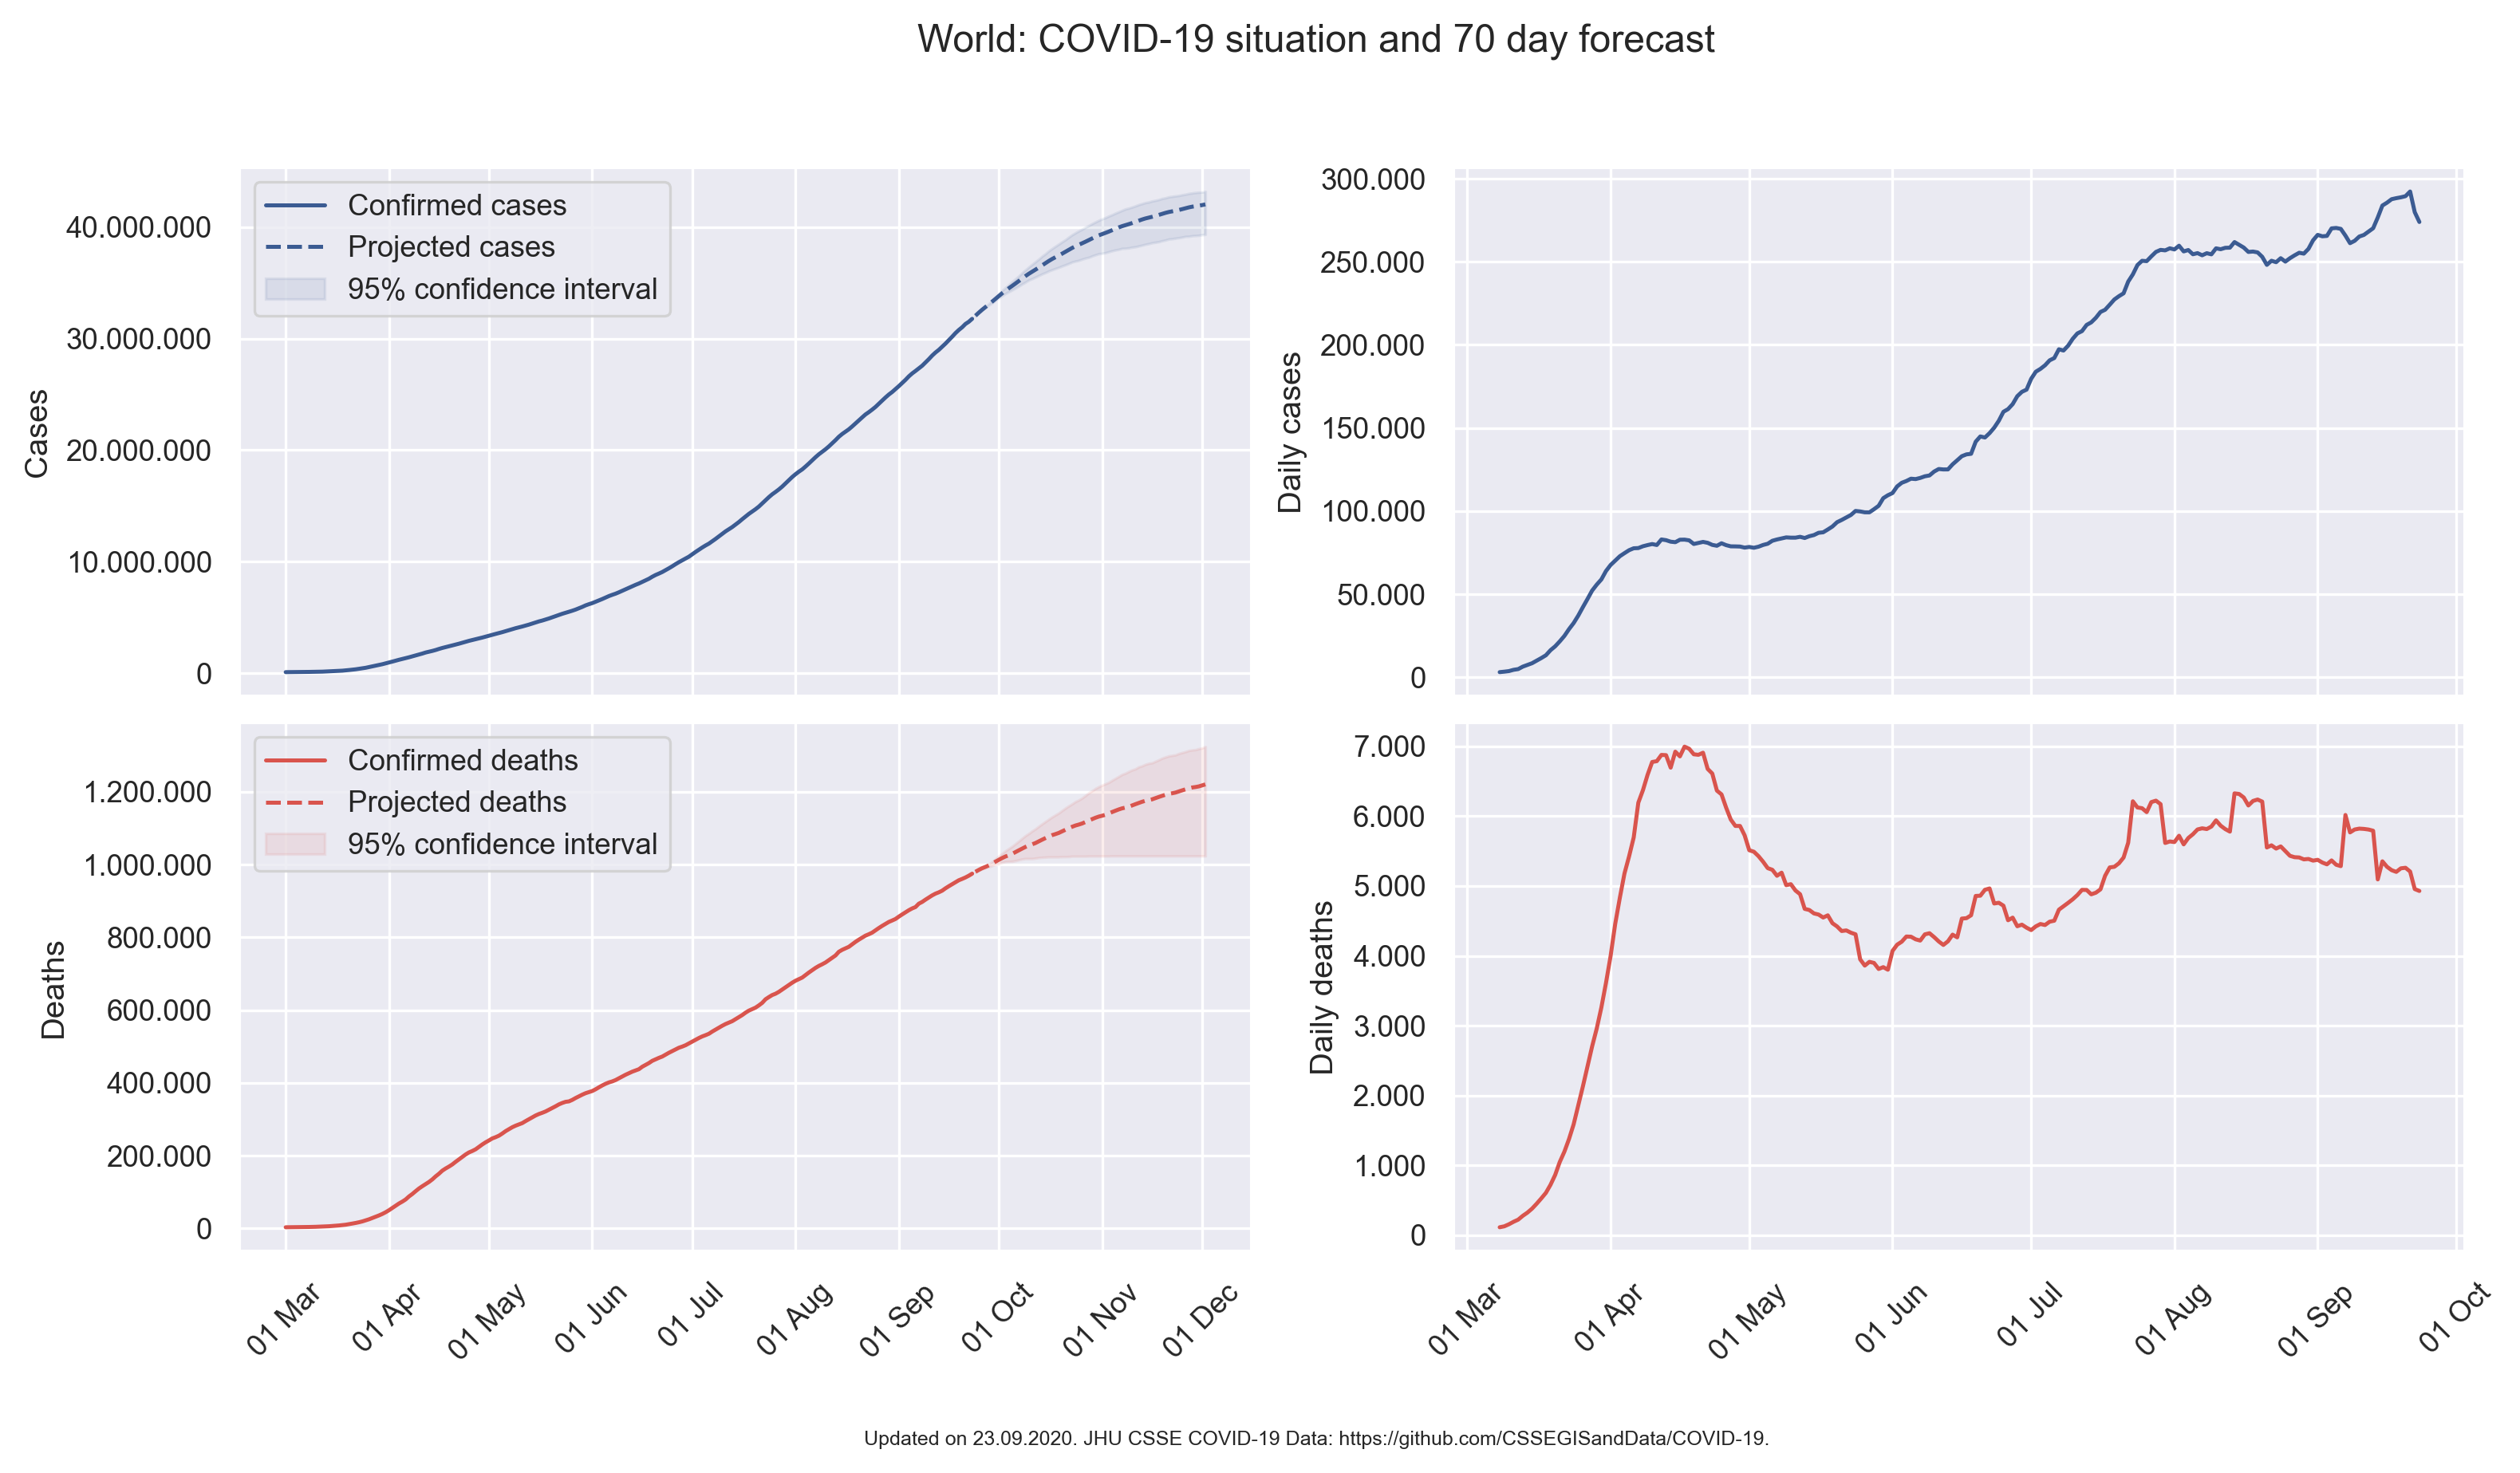 World: COVID-19 situation and 70 day forecast
Confirmed cases
Projected cases
95% confidence interval
40.000.000
30.000.000
20.000.000
10.000.000
0
Cases
300.000
250.000
200.000
150.000
100.000
50.000
0
Daily cases
Confirmed deaths
Projected deaths
95% confidence interval
1.200.000
1.000.000
800.000
600.000
400.000
200.000
0
Deaths
01 Mar
01 Apr
01 May
01 Jun
01 Jul
01 Aug
01 Sep
01 Oct
01 Nov
01 Dec
7.000
6.000
5.000
4.000
3.000
2.000
1.000
0
Daily deaths
01 Mar
01 Apr
01 May
01 Jun
01 Jul
01 Aug
01 Sep
01 Oct
Updated on 23.09.2020. JHU CSSE COVID-19 Data: https://github.com/CSSEGISandData/COVID-19.